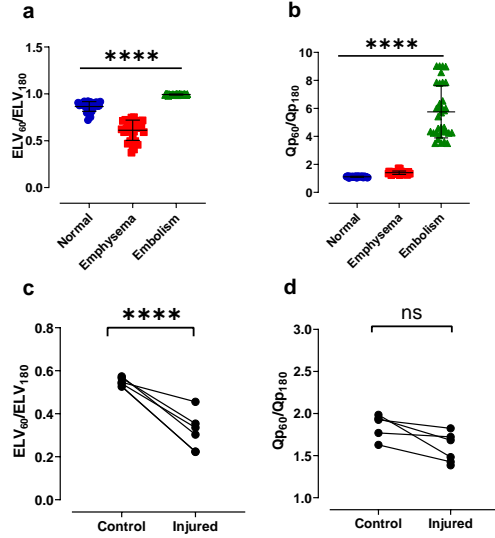 a
****
ELV60/ELV180
1.0
0.5
0.0
Normal
Emphysema
Embolism
b
****
Qp60/Qp180
10
8
6
4
2
0
Normal
Emphysema
Embolism
c
****
ELV60/ELV180
0.8
0.6
0.4
0.2
0.0
Control Injured
d
ns
Qp60/Qp180
3.0
2.5
2.0
1.5
1.0
Control Injured